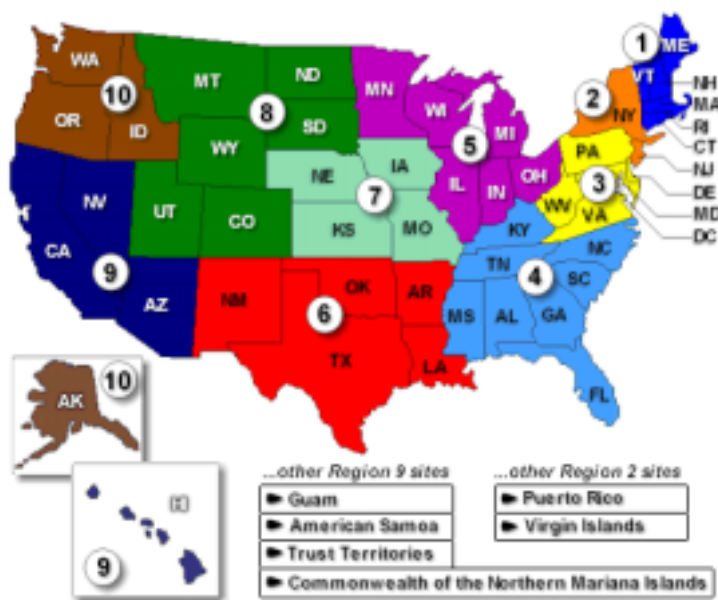 1
ME
WA
VT
MT
ND
NH
10
MN
2
MA
8
NY
OR
ID
SD
WI
RI
5
MI
CT
WY
PA
NJ
IA
NE
OH
3
DE
NV
7
IL
IN
MD
UT
WV
CO
VA
DC
KS
MO
KY
CA
NC
TN
9
4
SC
OK
AR
AZ
NM
6
MS
AL
GA
TX
LA
10
AK
FL
...other Region 9 sites
...other Region 2 sites
Guam
Puerto Rico
American Samoa
Virgin Islands
Trust Territories
9
Commonwealth of the Northern Mariana Islands